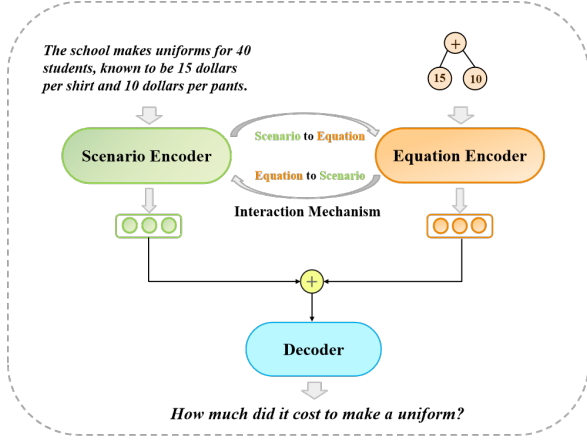 The school makes uniforms for 40
students, known to be 15 dollars
per shirt and 10 dollars per pants.
+
15 10
Scenario to Equation
Scenario Encoder
Equation Encoder
Equation to Scenario
Interaction Mechanism
+
Decoder
How much did it cost to make a uniform?